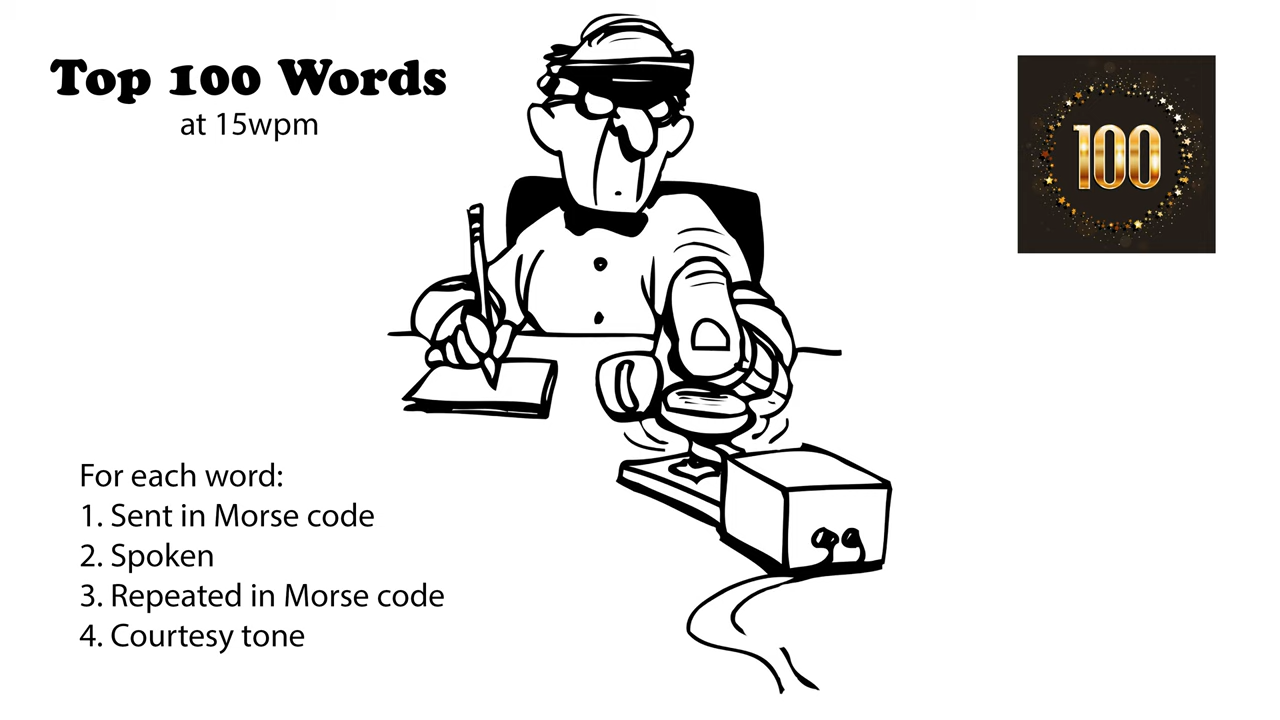 Top 100 Words
at 15wpm
100
For each word:
1. Sent in Morse code
2. Spoken
3. Repeated in Morse code
4. Courtesy tone